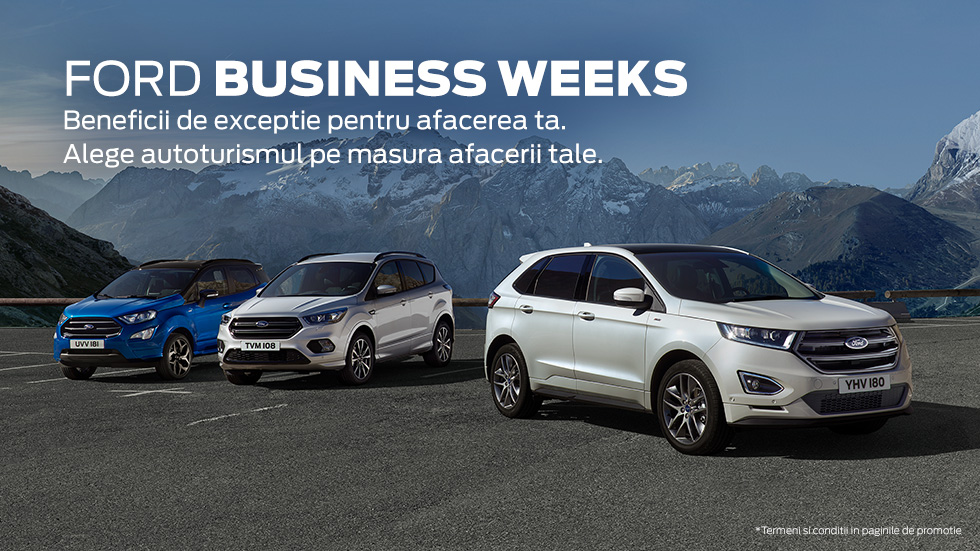 FORD BUSINESS WEEKS
Beneficii de exceptie pentru afacerea ta.
Alege autoturismul pe masura afacerii tale.
UVV 181
TVM 108
Ford
YHV 180
*Termeni si conditii in paginile de promotie